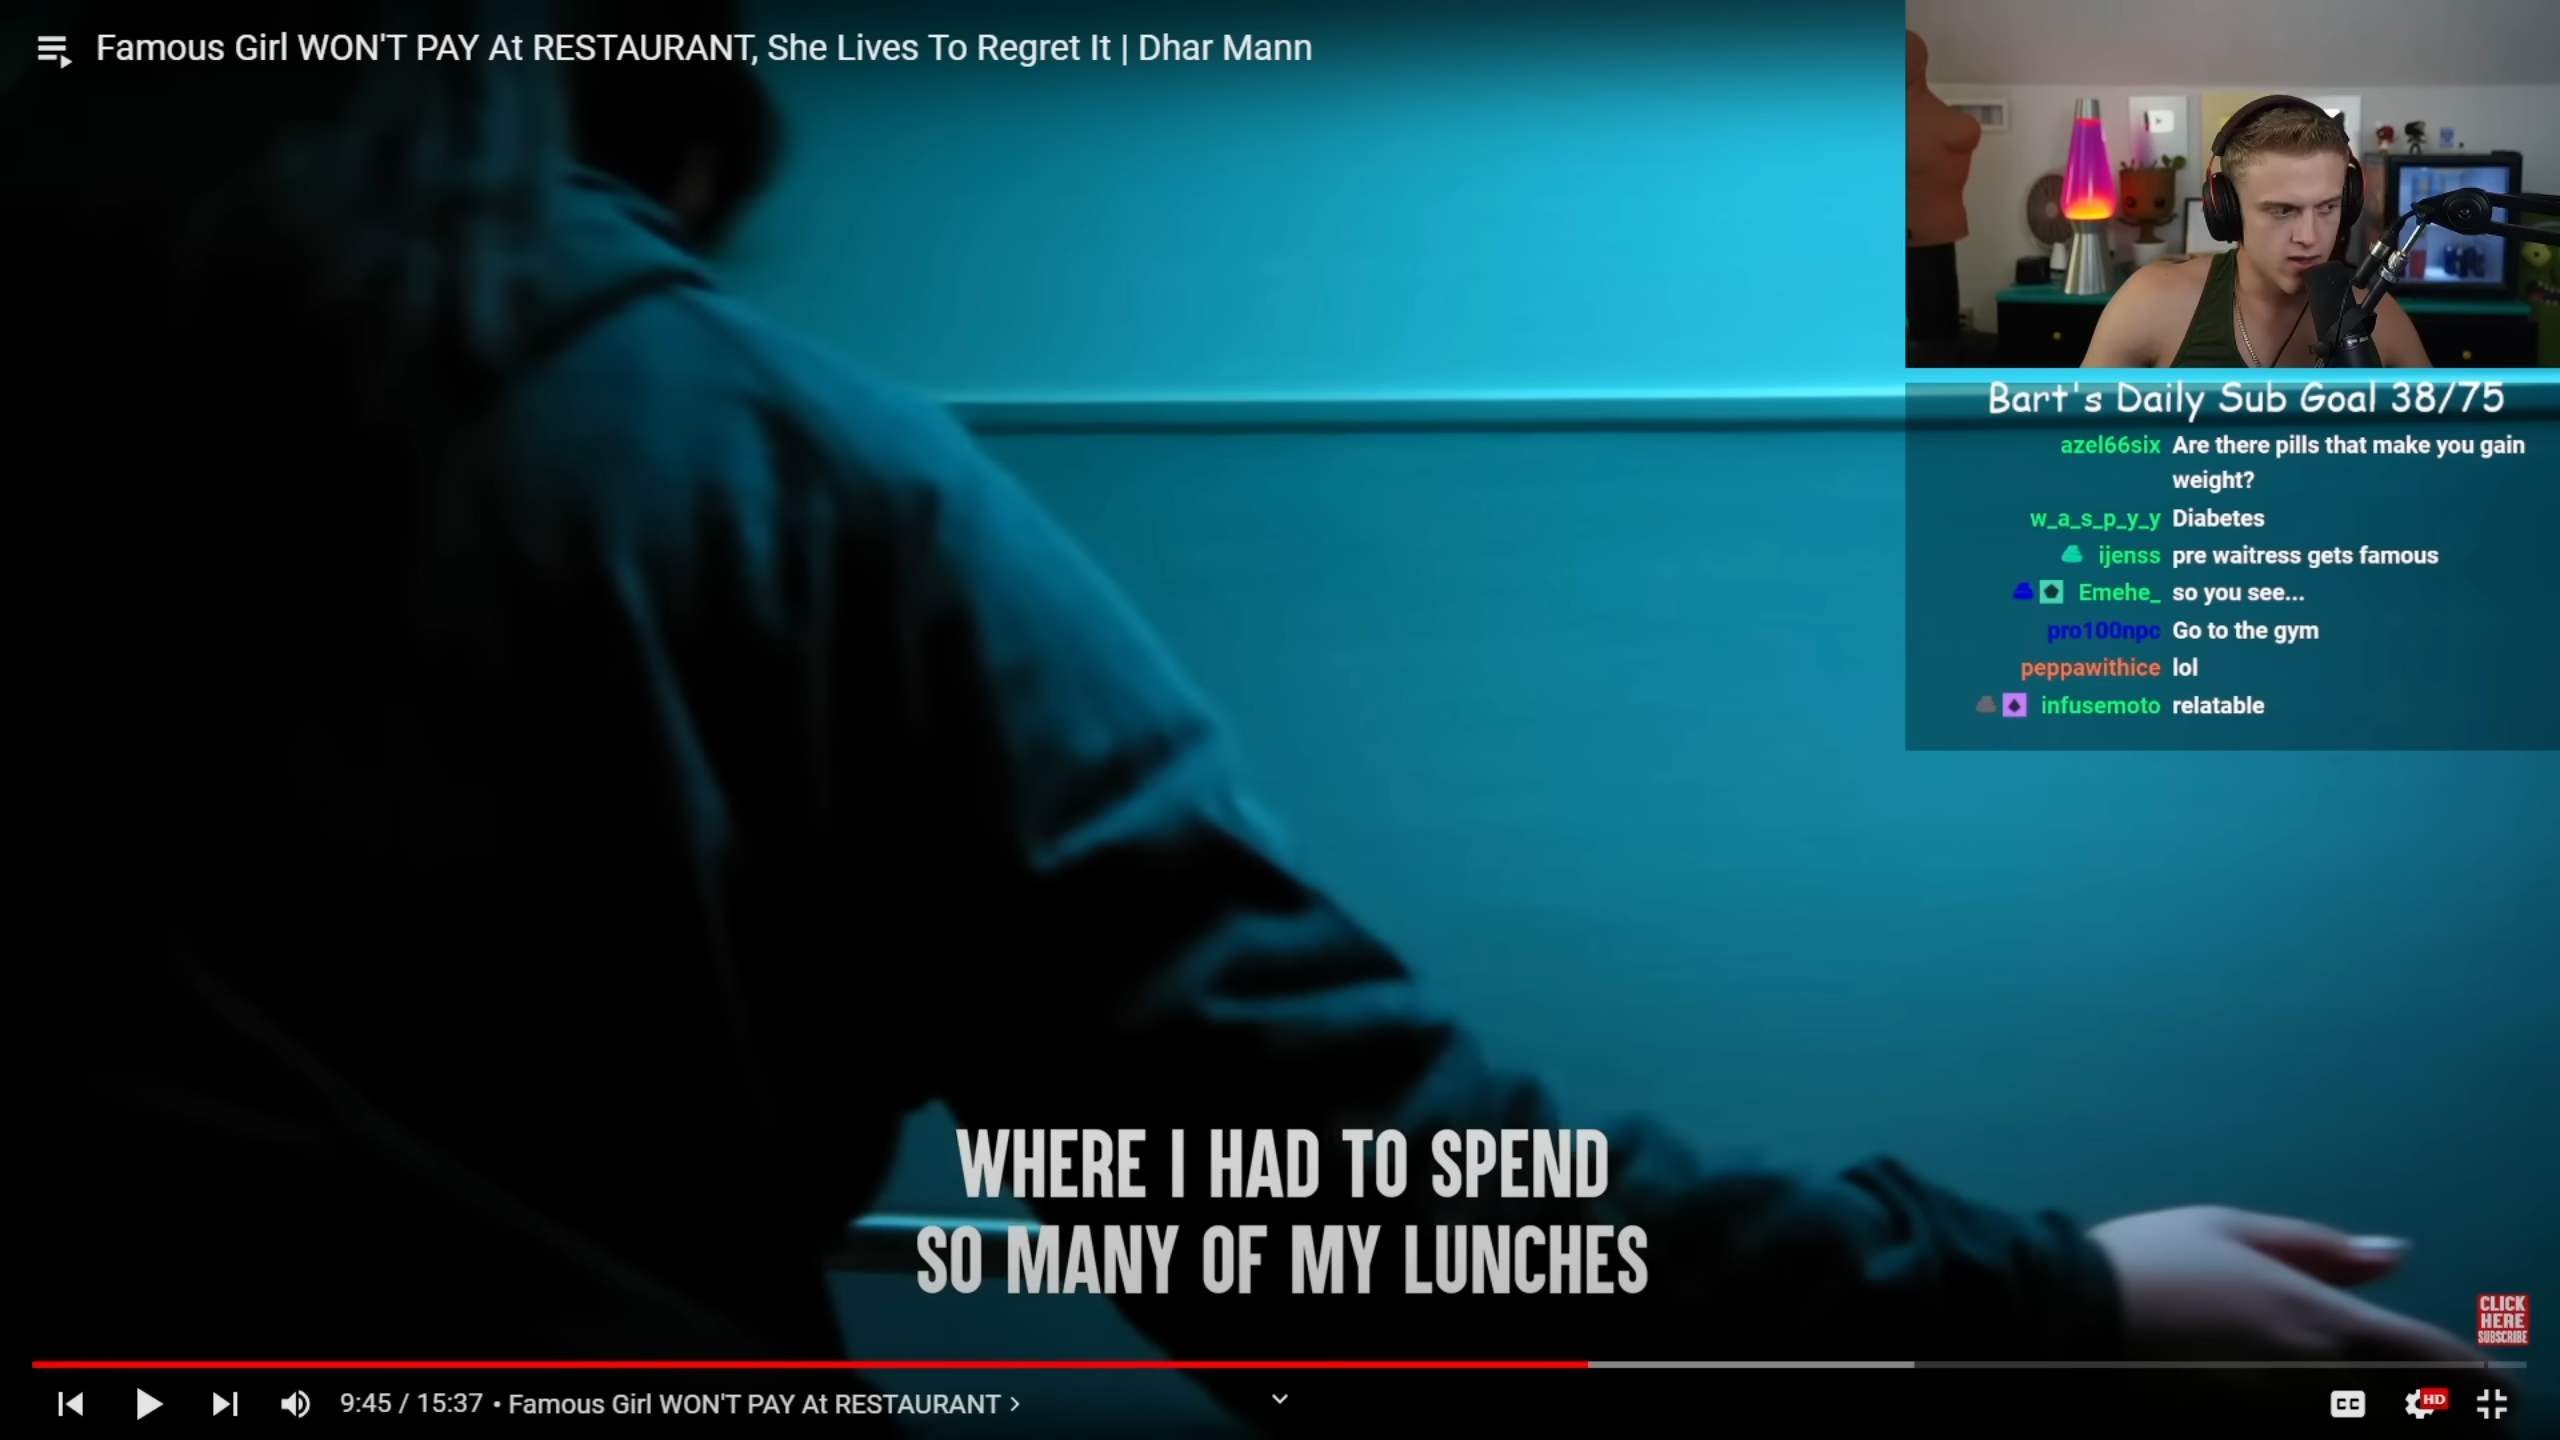 Famous Girl WON'T PAY At RESTAURANT, She Lives To Regret It | Dhar Mann
Bart's Daily Sub Goal 38/75
azel66six Are there pills that make you gain
weight?
w_a_s_p_y_y Diabetes
ijenss pre waitress gets famous
Emehe_ so you see...
pro100npc Go to the gym
peppawithice lol
infusemoto relatable
WHERE I HAD TO SPEND
SO MANY OF MY LUNCHES
CLICK
HERE
SUBSCRIBE
9:45 / 15:37 • Famous Girl WON'T PAY At RESTAURANT >
CC
HD